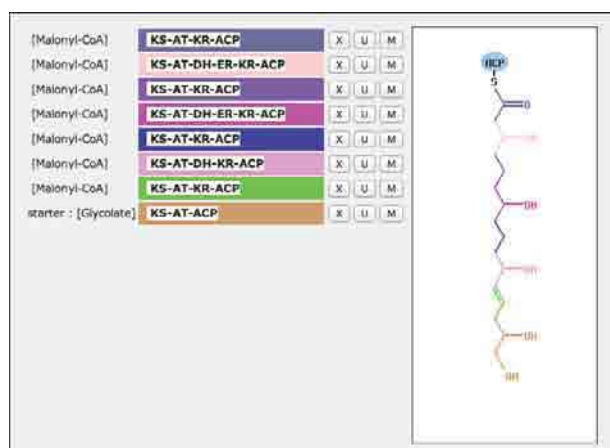 [Malonyl-CoA] KS-AT-KR-ACP X U M
[Malonyl-CoA] KS-AT-DH-ER-KR-ACP X U M
[Malonyl-CoA] KS-AT-KR-ACP X U M
[Malonyl-CoA] KS-AT-DH-ER-KR-ACP X U M
[Malonyl-CoA] KS-AT-KR-ACP X U M
[Malonyl-CoA] KS-AT-DH-KR-ACP X U M
[Malonyl-CoA] KS-AT-KR-ACP X U M
starter : [Glycolate] KS-AT-ACP X U M
ACP
S
O
OH
OH
OH
OH
OH